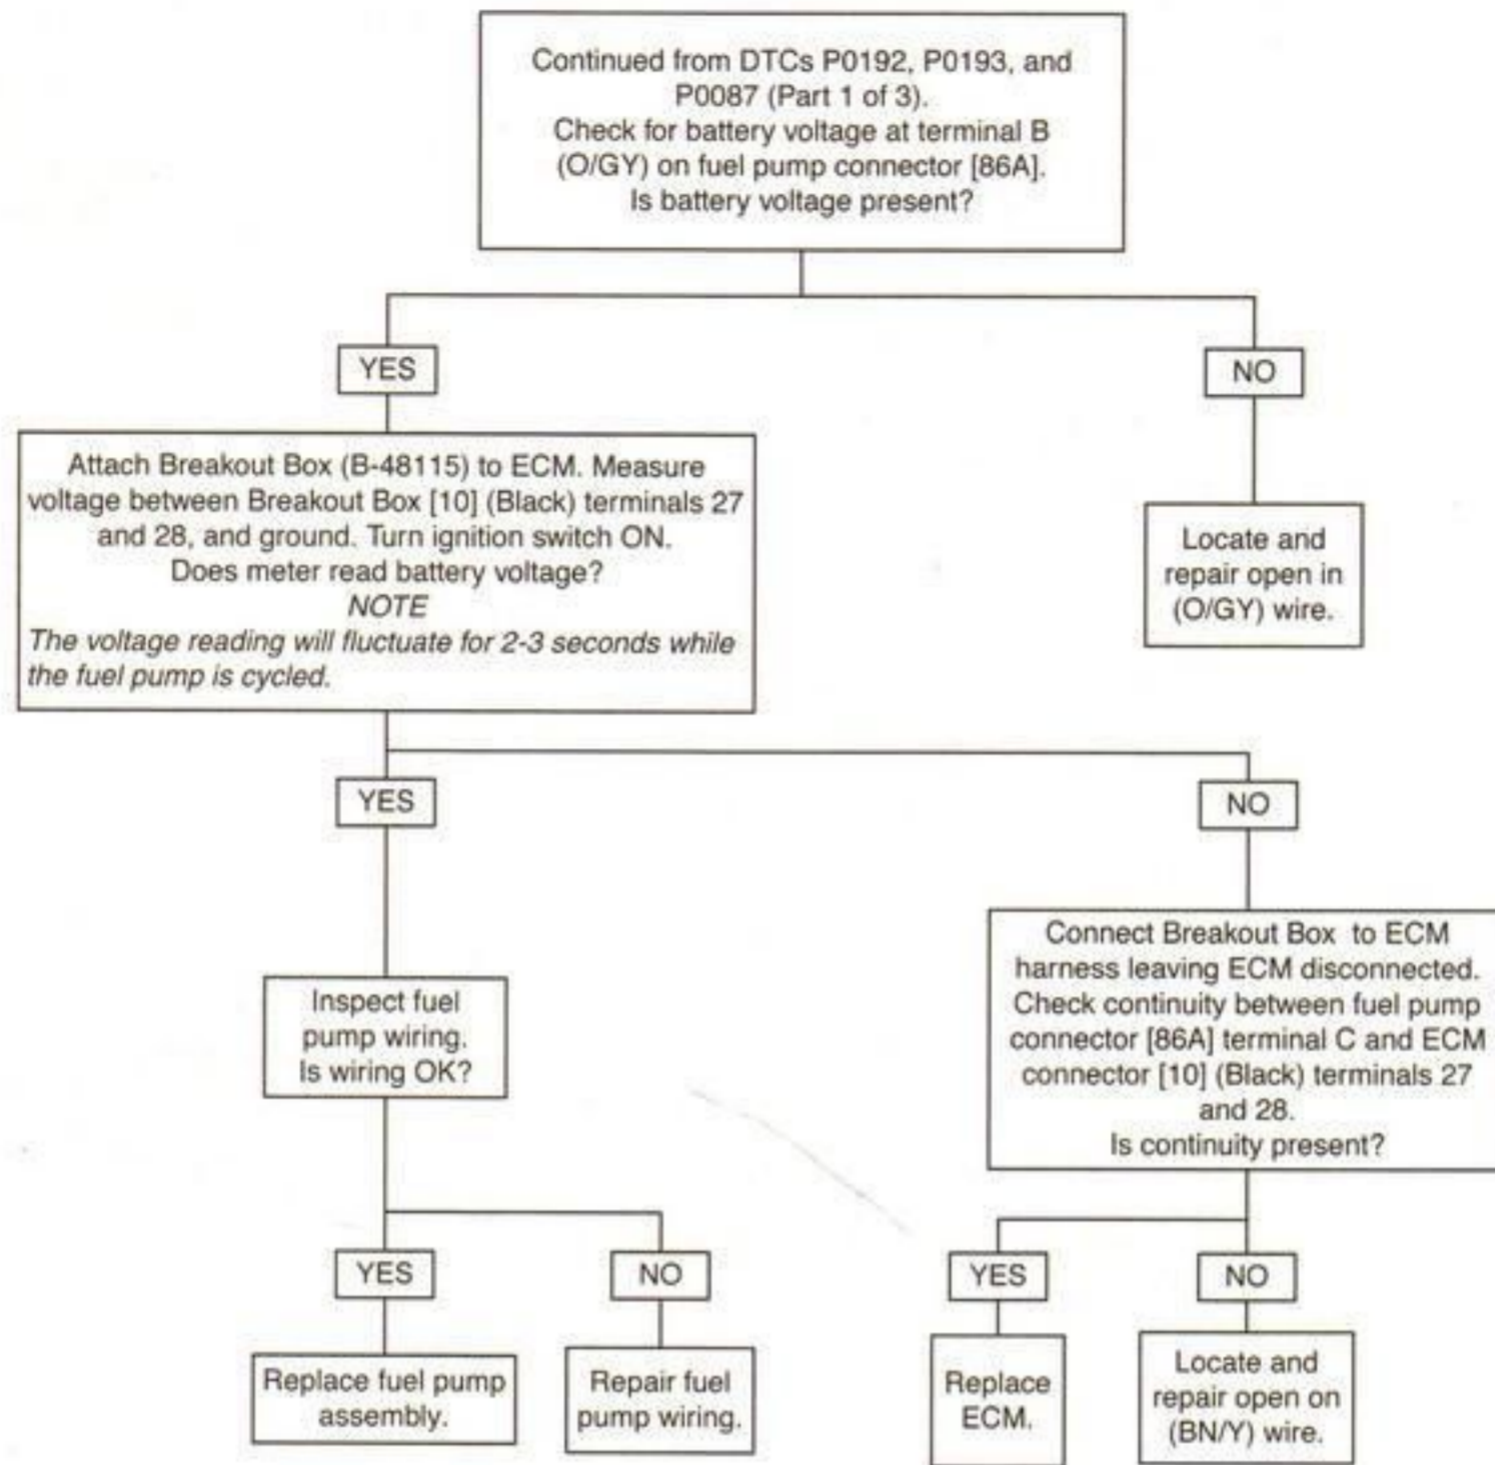 Continued from DTCs P0192, P0193, and
P0087 (Part 1 of 3).
Check for battery voltage at terminal B
(O/GY) on fuel pump connector [86A].
Is battery voltage present?
YES
NO
Attach Breakout Box (B-48115) to ECM. Measure
voltage between Breakout Box [10] (Black) terminals 27
and 28, and ground. Turn ignition switch ON.
Does meter read battery voltage?
NOTE
The voltage reading will fluctuate for 2-3 seconds while
the fuel pump is cycled.
Locate and
repair open in
(O/GY) wire.
YES
NO
Inspect fuel
pump wiring.
Is wiring OK?
Connect Breakout Box to ECM
harness leaving ECM disconnected.
Check continuity between fuel pump
connector [86A] terminal C and ECM
connector [10] (Black) terminals 27
and 28.
Is continuity present?
YES
NO
YES
NO
Replace fuel pump
assembly.
Repair fuel
pump wiring.
Replace
ECM.
Locate and
repair open on
(BN/Y) wire.